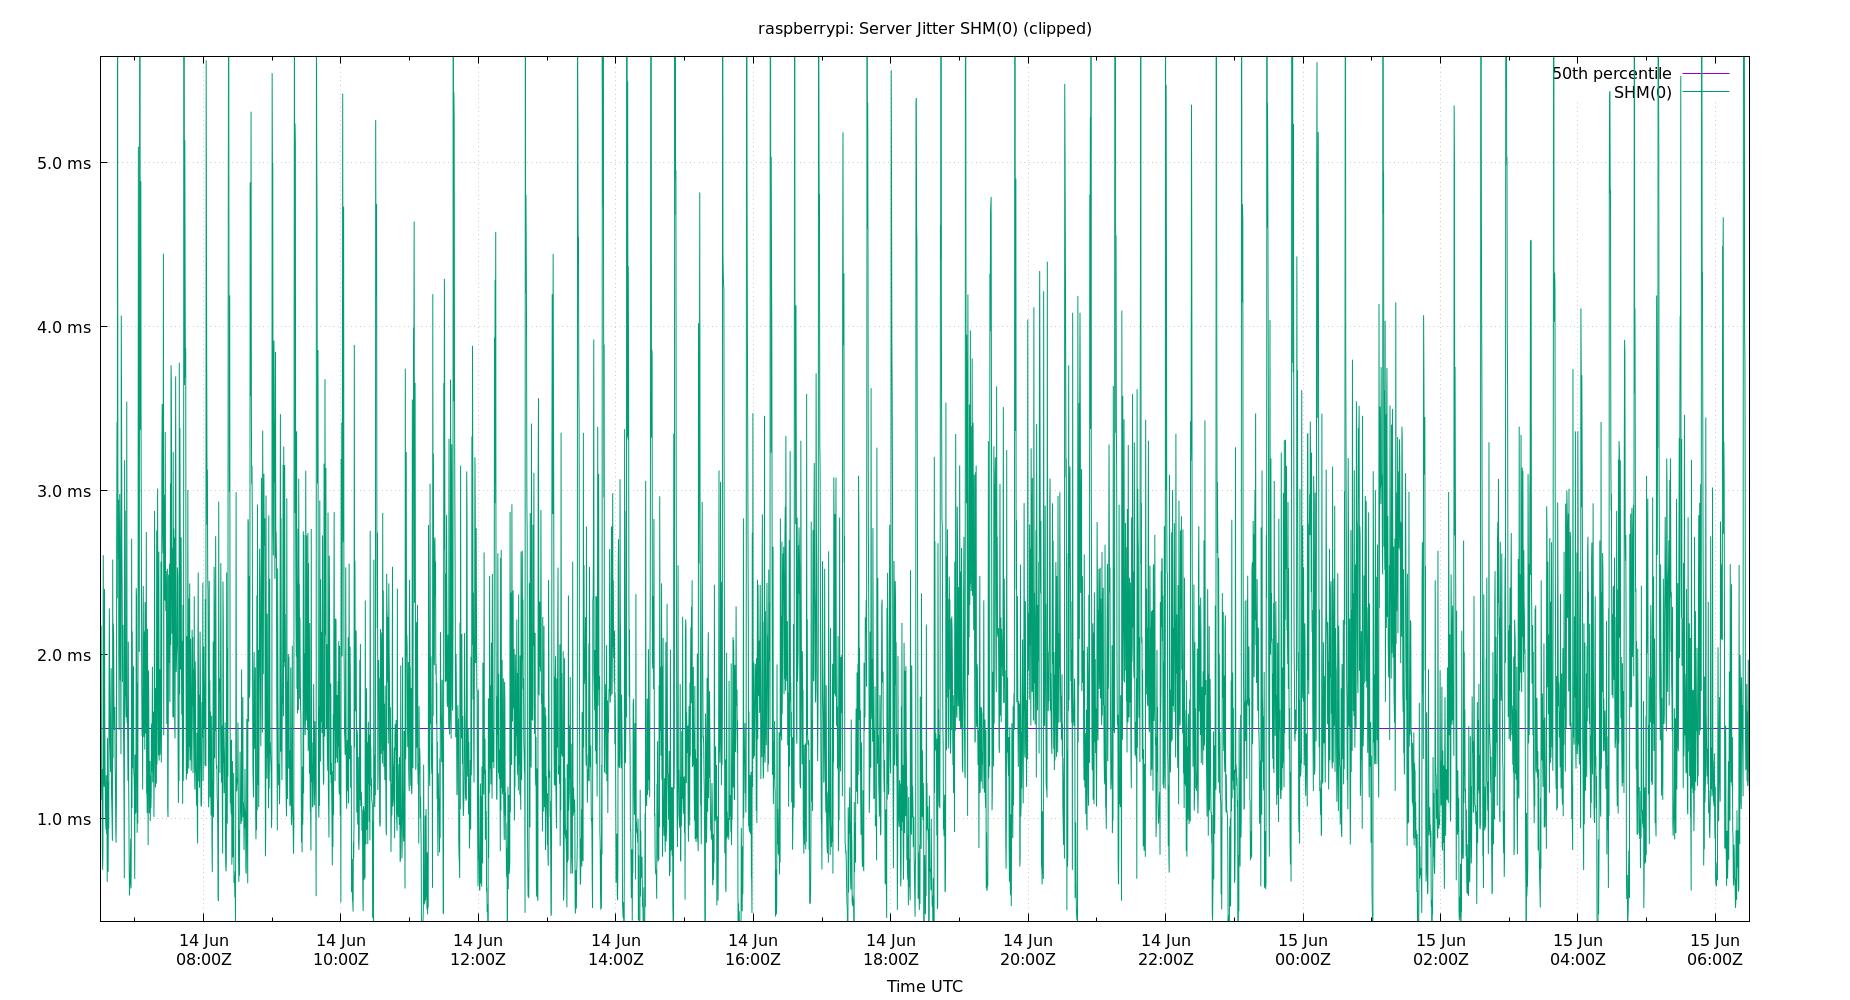 raspberrypi: Server Jitter SHM(0) (clipped)
50th percentile
SHM(0)
5.0 ms
4.0 ms
3.0 ms
2.0 ms
1.0 ms
14 Jun 14 Jun 14 Jun 14 Jun 14 Jun 14 Jun 14 Jun 14 Jun 15 Jun 15 Jun 15 Jun 15 Jun
08:00Z 10:00Z 12:00Z 14:00Z 16:00Z 18:00Z 20:00Z 22:00Z 00:00Z 02:00Z 04:00Z 06:00Z
Time UTC